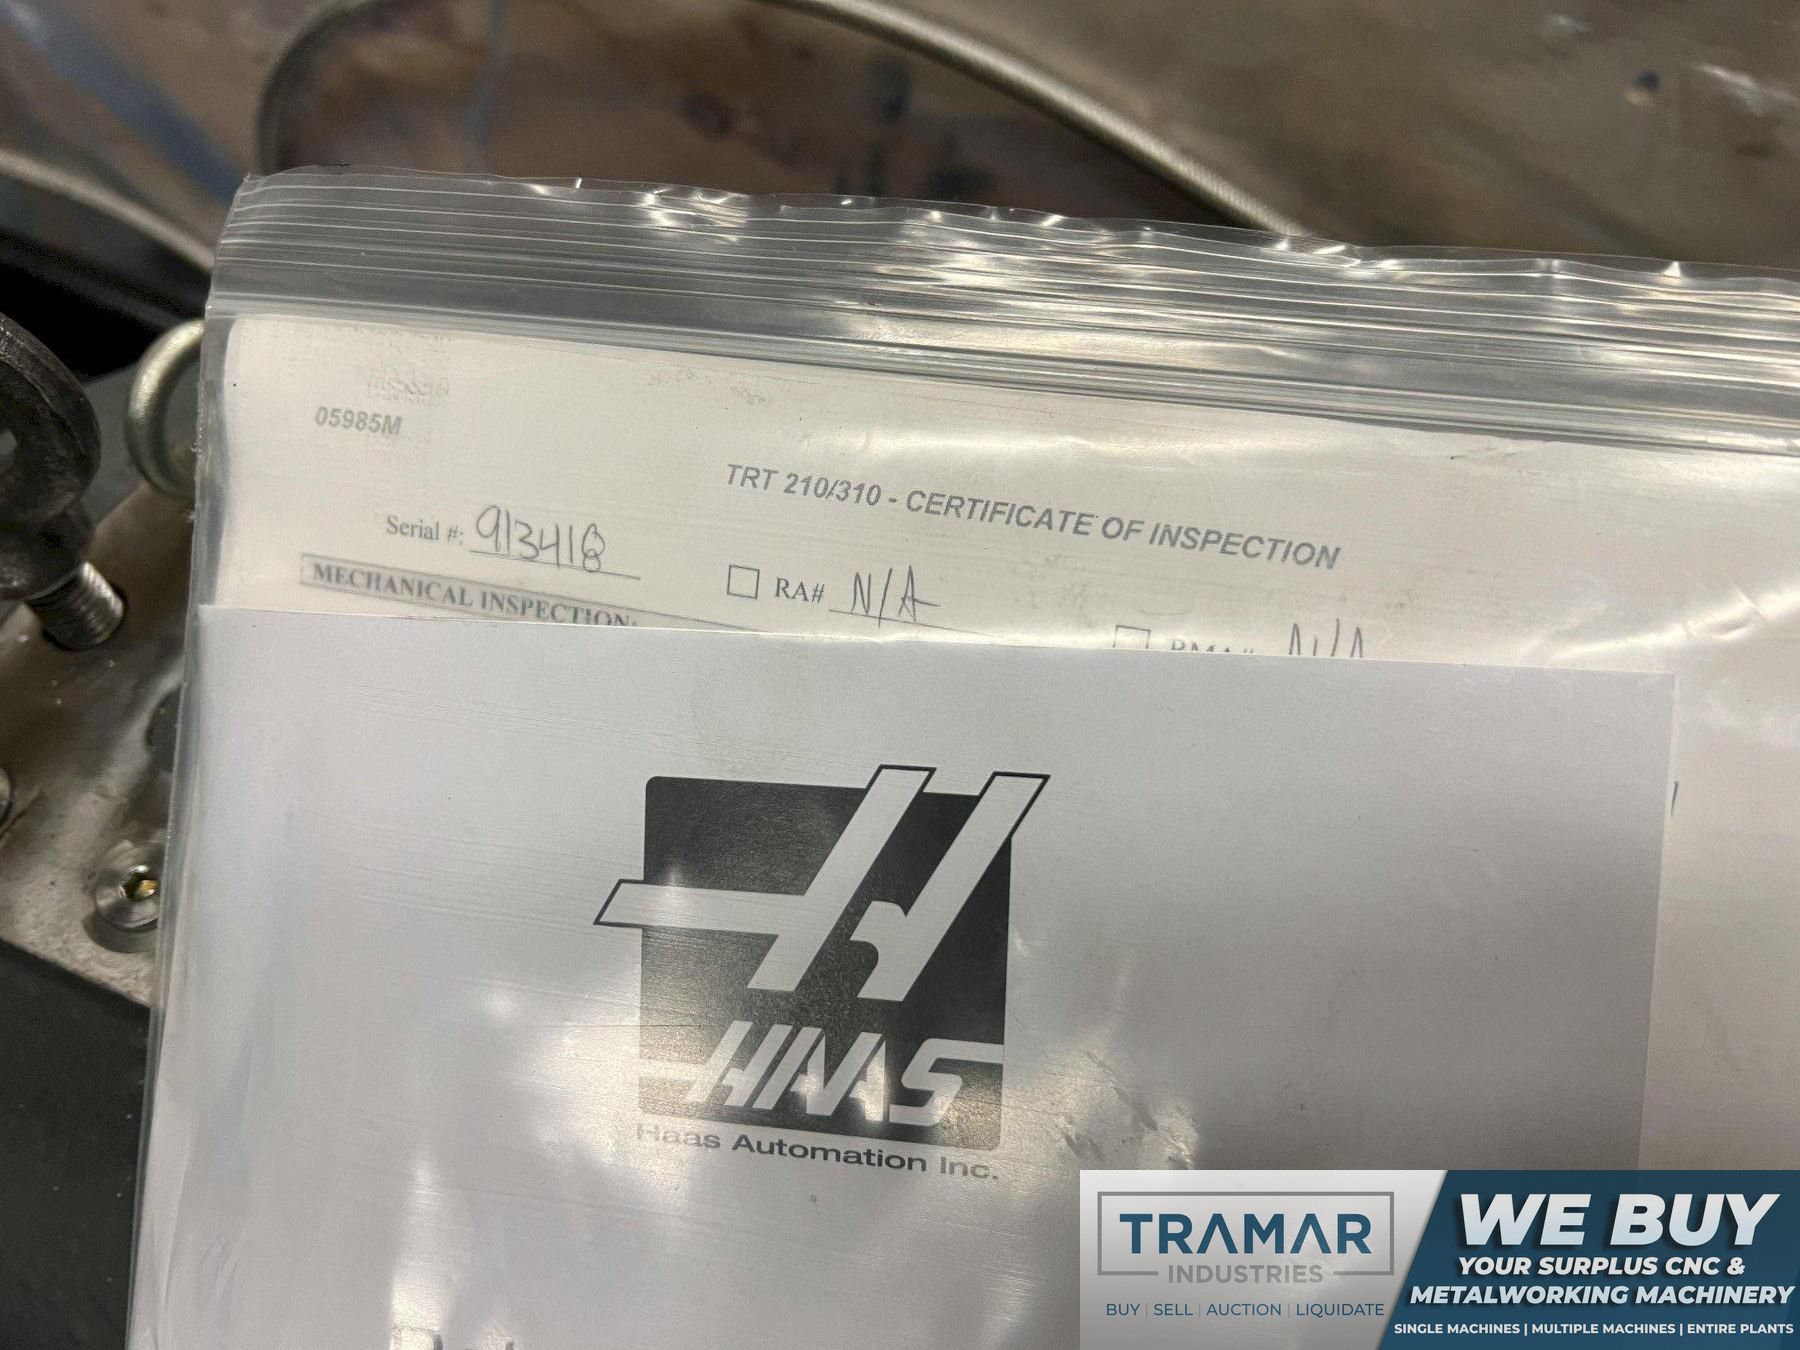 05985M
TRT 210/310 - CERTIFICATE OF INSPECTION
Serial #: 913418 RA# N/A RMA# N/A
MECHANICAL INSPECTION:
HAAS
Haas Automation Inc.
TRAMAR
INDUSTRIES
BUY | SELL | AUCTION | LIQUIDATE
WE BUY
YOUR SURPLUS CNC &
METALWORKING MACHINERY
SINGLE MACHINES | MULTIPLE MACHINES | ENTIRE PLANTS